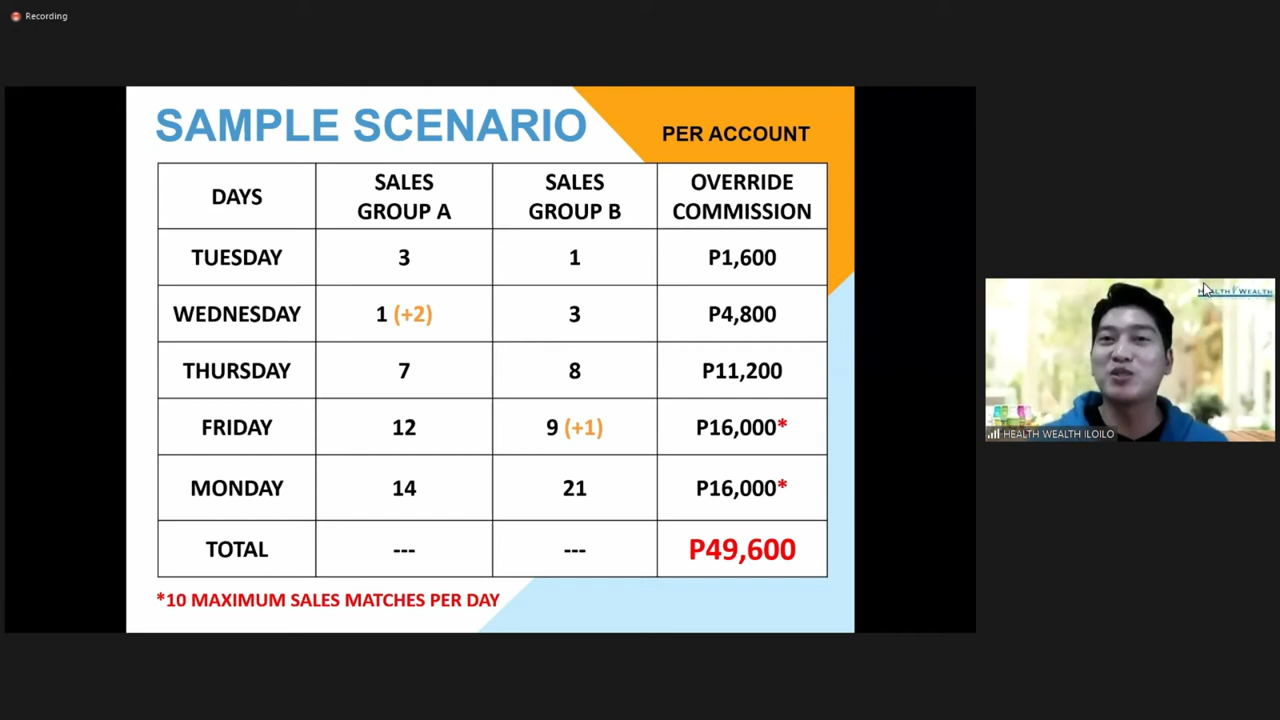 Recording
SAMPLE SCENARIO
PER ACCOUNT
DAYS
SALES
GROUP A
SALES
GROUP B
OVERRIDE
COMMISSION
TUESDAY 3 1 P1,600
WEDNESDAY 1 (+2) 3 P4,800
THURSDAY 7 8 P11,200
FRIDAY 12 9 (+1) P16,000*
MONDAY 14 21 P16,000*
TOTAL --- --- P49,600
*10 MAXIMUM SALES MATCHES PER DAY
HEALTH WEALTH
HEALTH WEALTH ILOILO